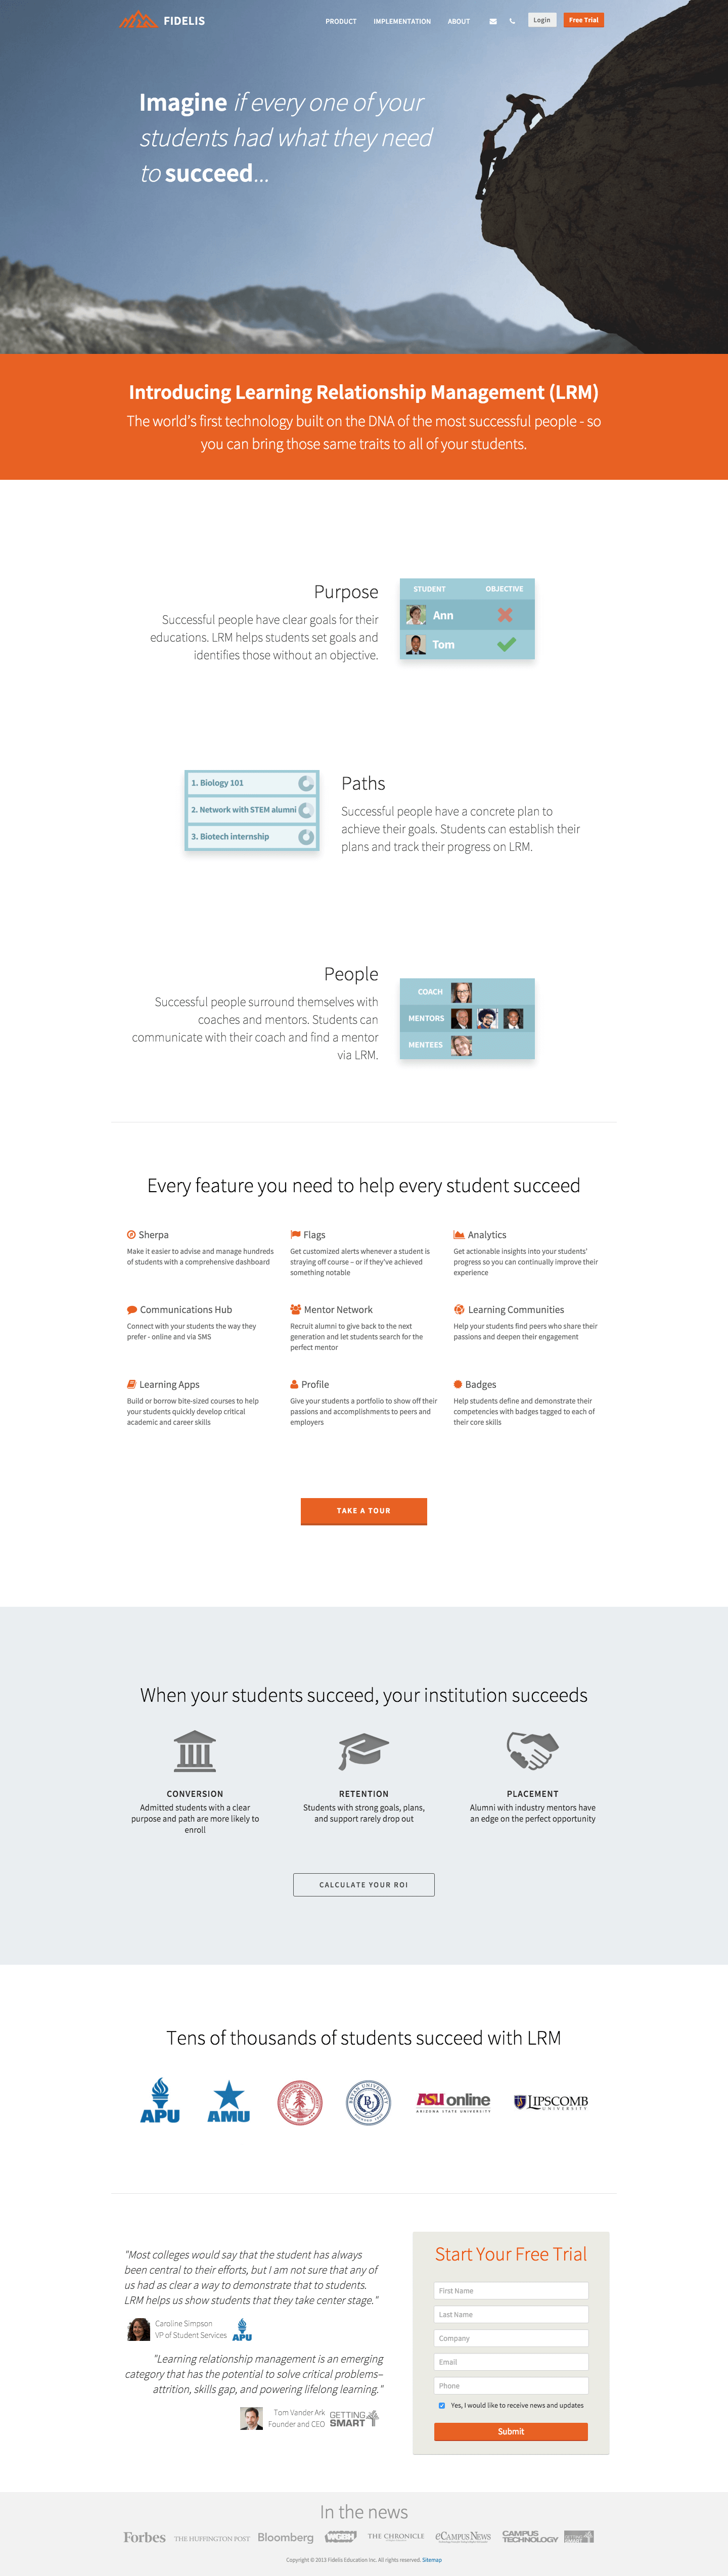 FIDELIS
PRODUCT IMPLEMENTATION ABOUT Login Free Trial
Imagine if every one of your
students had what they need
to succeed...
Introducing Learning Relationship Management (LRM)
The world's first technology built on the DNA of the most successful people - so
you can bring those same traits to all of your students.
Purpose
Successful people have clear goals for their
educations. LRM helps students set goals and
identifies those without an objective.
STUDENT OBJECTIVE
Ann
Tom
1. Biology 101
2. Network with STEM alumni
3. Biotech internship
Paths
Successful people have a concrete plan to
achieve their goals. Students can establish their
plans and track their progress on LRM.
People
Successful people surround themselves with
coaches and mentors. Students can
communicate with their coach and find a mentor
via LRM.
COACH
MENTORS
MENTEES
Every feature you need to help every student succeed
Sherpa
Make it easier to advise and manage hundreds
of students with a comprehensive dashboard
Flags
Get customized alerts whenever a student is
straying off course – or if they've achieved
something notable
Analytics
Get actionable insights into your students'
progress so you can continually improve their
experience
Communications Hub
Connect with your students the way they
prefer - online and via SMS
Mentor Network
Recruit alumni to give back to the next
generation and let students search for the
perfect mentor
Learning Communities
Help your students find peers who share their
passions and deepen their engagement
Learning Apps
Build or borrow bite-sized courses to help
your students quickly develop critical
academic and career skills
Profile
Give your students a portfolio to show off their
passions and accomplishments to peers and
employers
Badges
Help students define and demonstrate their
competencies with badges tagged to each of
their core skills
TAKE A TOUR
When your students succeed, your institution succeeds
CONVERSION
Admitted students with a clear
purpose and path are more likely to
enroll
RETENTION
Students with strong goals, plans,
and support rarely drop out
PLACEMENT
Alumni with industry mentors have
an edge on the perfect opportunity
CALCULATE YOUR ROI
Tens of thousands of students succeed with LRM
APU
AMU
BRYAN UNIVERSITY
BU
ASU online
ARIZONA STATE UNIVERSITY
LIPSCOMB
UNIVERSITY
"Most colleges would say that the student has always
been central to their efforts, but I am not sure that any of
us had as clear a way to demonstrate that to students.
LRM helps us show students that they take center stage."
Caroline Simpson
VP of Student Services
APU
"Learning relationship management is an emerging
category that has the potential to solve critical problems–
attrition, skills gap, and powering lifelong learning."
Tom Vander Ark
Founder and CEO
GETTING
SMART
Start Your Free Trial
First Name
Last Name
Company
Email
Phone
Yes, I would like to receive news and updates
Submit
In the news
Forbes
THE HUFFINGTON POST
Bloomberg
THE CHRONICLE
eCampus News
CAMPUS
TECHNOLOGY
Copyright © 2013 Fidelis Education Inc. All rights reserved. Sitemap